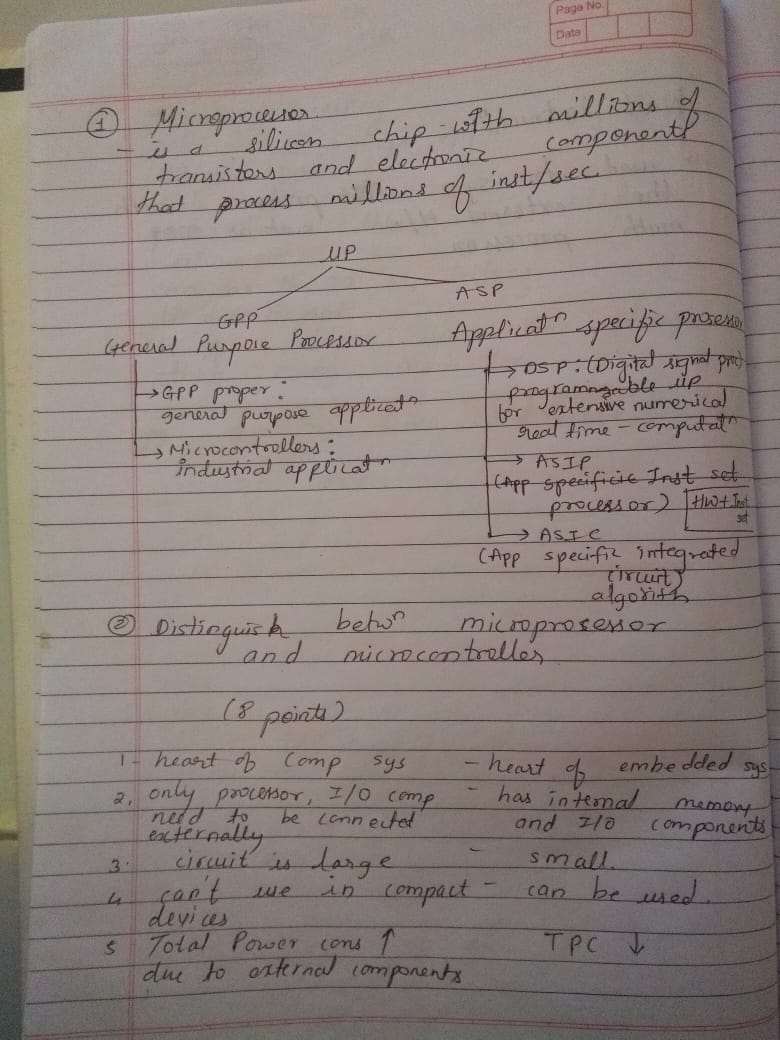 Page No.
Date
① Microprocessor.
- is a silicon chip with millions of
transistors and electronic components
that process millions of inst/sec.
μP
GPP
ASP
General Purpose Processor
→ GPP proper:
general purpose applicatⁿ
→ Microcontrollers:
industrial applicatⁿ
Applicatⁿ specific prosessor
→ DSP: (Digital signal proc)
programmable μP
for extensive numerical
real time - computatⁿ
→ ASIP
(App specificic Inst set
processor) HW + Inst
set
→ ASIC
(App specific integrated
circuit)
algorith
② Distinguish betwⁿ microprosessor
and microcontroller
(8 points)
1- heart of comp sys - heart of embedded sys
2, only processor, I/O comp - has internal memory
need to be connected and I/O components
externally
3. circuit is large - small.
4 can't use in compact - can be used.
devices
5 Total Power cons ↑ TPC ↓
due to external components